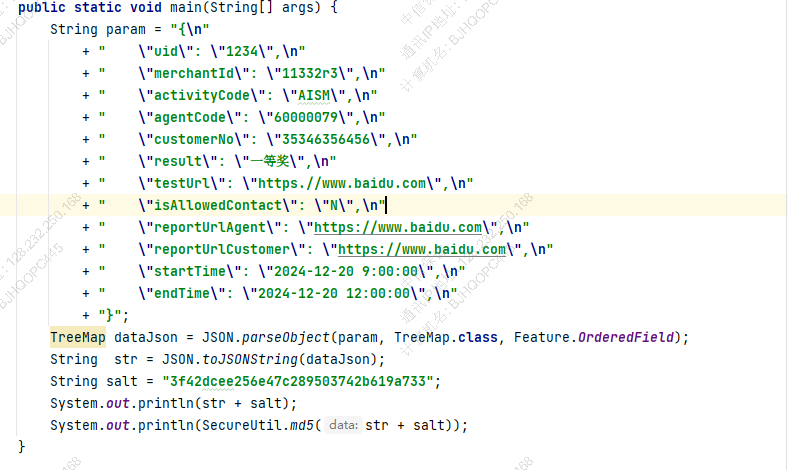 public static void main(String[] args) {
    String param = "{\n"
        + "    \"uid\": \"1234\",\n"
        + "    \"merchantId\": \"11332r3\",\n"
        + "    \"activityCode\": \"AISM\",\n"
        + "    \"agentCode\": \"60000079\",\n"
        + "    \"customerNo\": \"35346356456\",\n"
        + "    \"result\": \"一等奖\",\n"
        + "    \"testUrl\": \"https.//www.baidu.com\",\n"
        + "    \"isAllowedContact\": \"N\",\n"
        + "    \"reportUrlAgent\": \"https://www.baidu.com\",\n"
        + "    \"reportUrlCustomer\": \"https://www.baidu.com\",\n"
        + "    \"startTime\": \"2024-12-20 9:00:00\",\n"
        + "    \"endTime\": \"2024-12-20 12:00:00\",\n"
        + "}";
    TreeMap dataJson = JSON.parseObject(param, TreeMap.class, Feature.OrderedField);
    String  str = JSON.toJSONString(dataJson);
    String salt = "3f42dcee256e47c289503742b619a733";
    System.out.println(str + salt);
    System.out.println(SecureUtil.md5( data: str + salt));
}